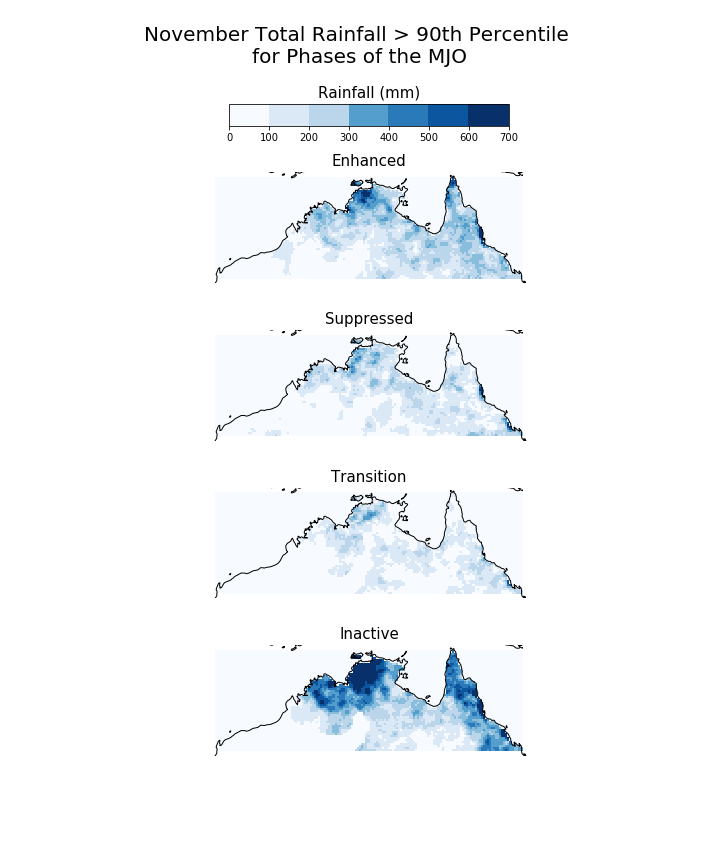 November Total Rainfall > 90th Percentile
for Phases of the MJO
Rainfall (mm)
0 100 200 300 400 500 600 700
Enhanced
Suppressed
Transition
Inactive